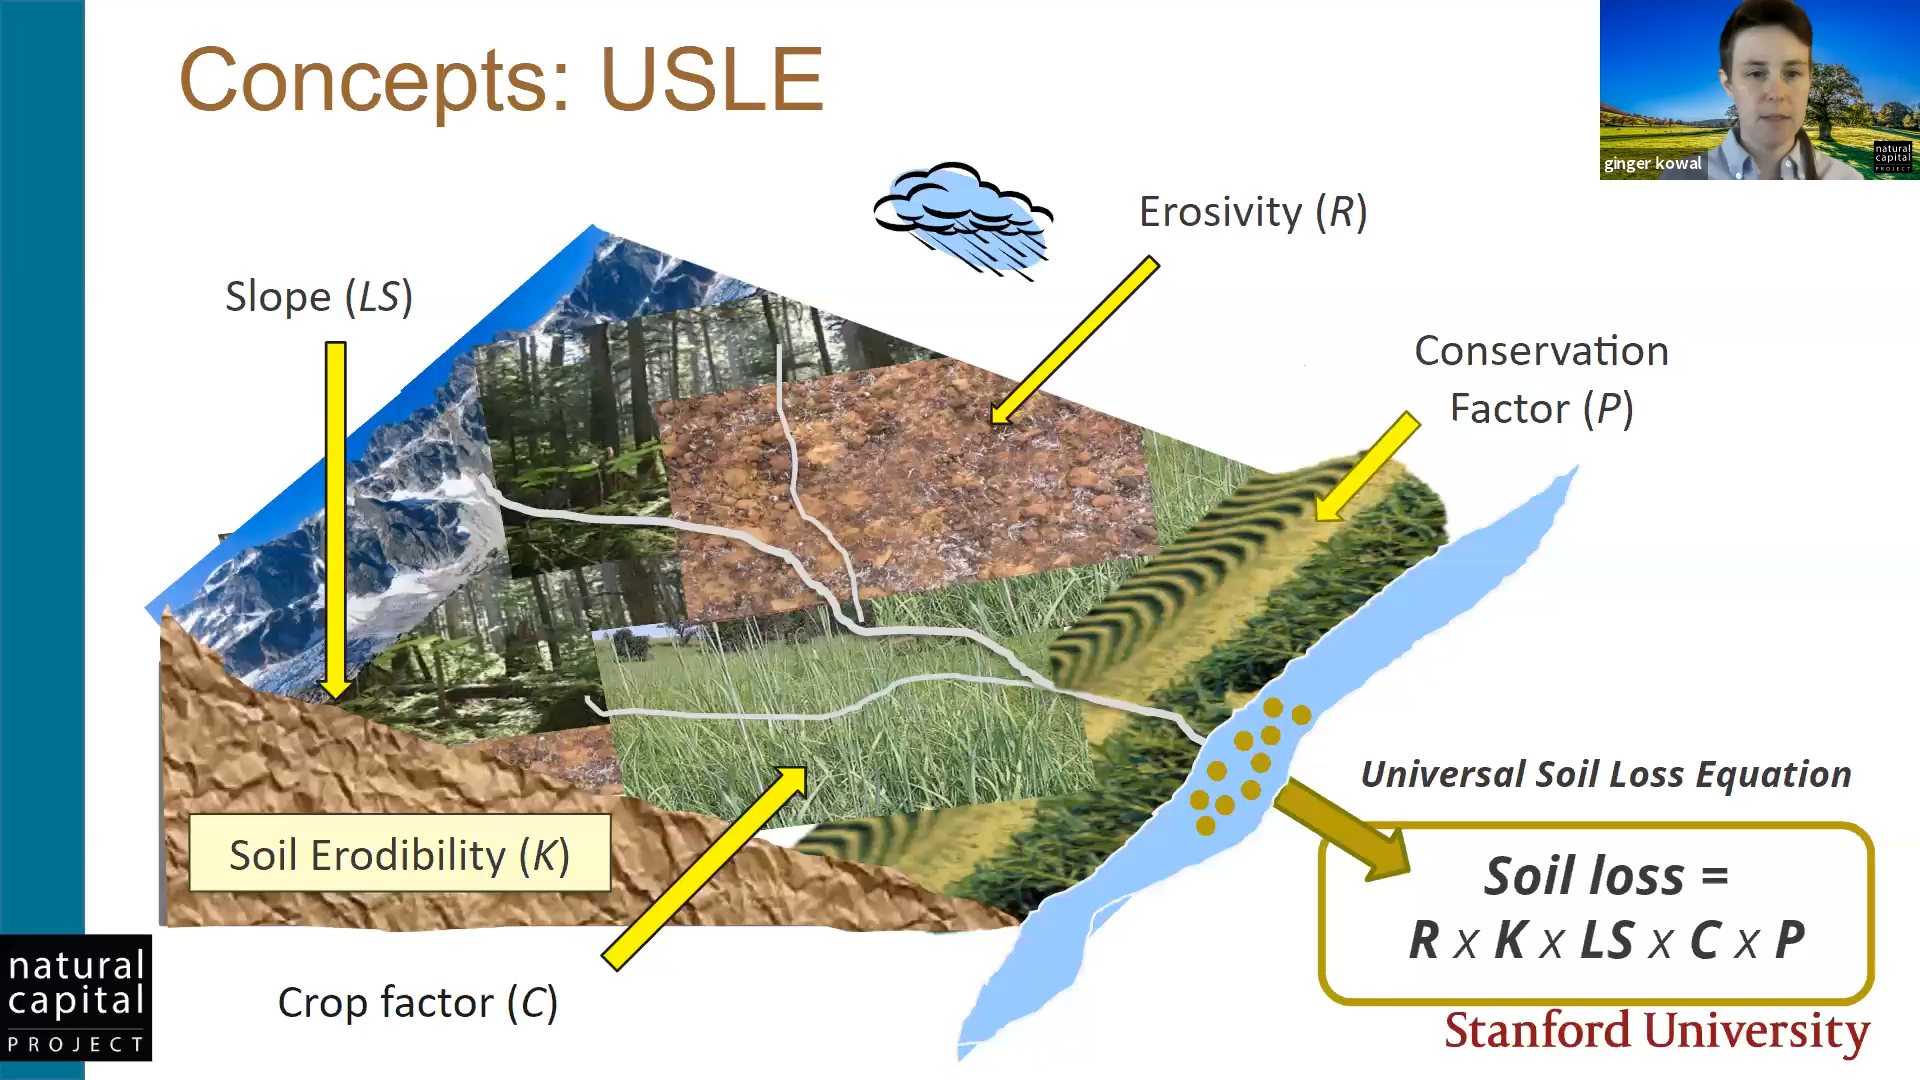 Concepts: USLE
ginger kowal
natural
capital
PROJECT
Erosivity (R)
Slope (LS)
Conservation
Factor (P)
Universal Soil Loss Equation
Soil Erodibility (K)
Soil loss =
R x K x LS x C x P
Crop factor (C)
natural
capital
PROJECT
Stanford University